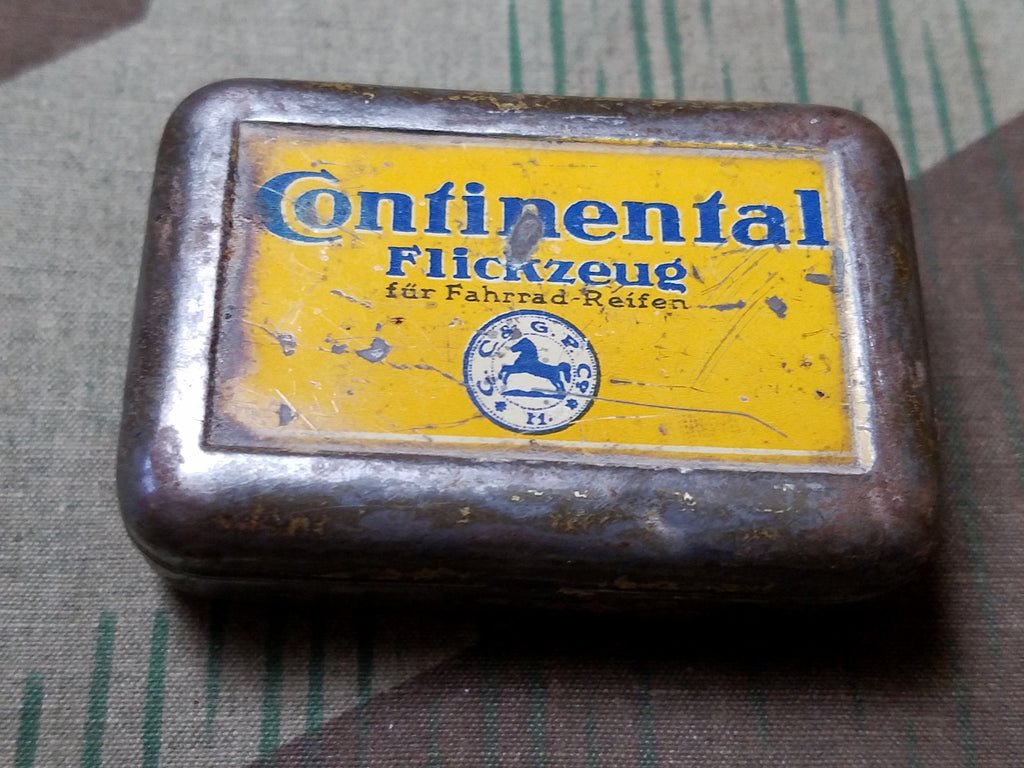 Continental
Flickzeug
für Fahrrad-Reifen
C. C. & G. P. Co.
H.